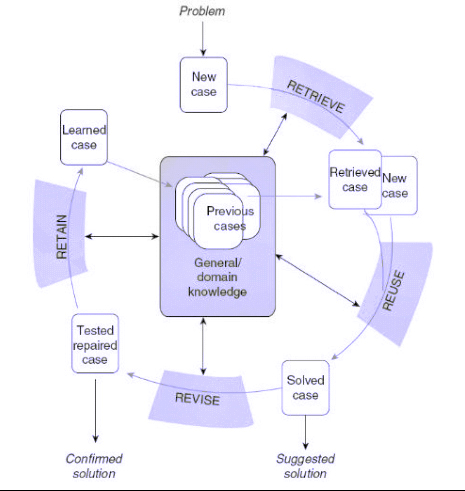 Problem
New
case
RETRIEVE
Learned
case
Retrieved
case
New
case
Previous
cases
General/
domain
knowledge
RETAIN
REUSE
Tested
repaired
case
REVISE
Solved
case
Confirmed
solution
Suggested
solution